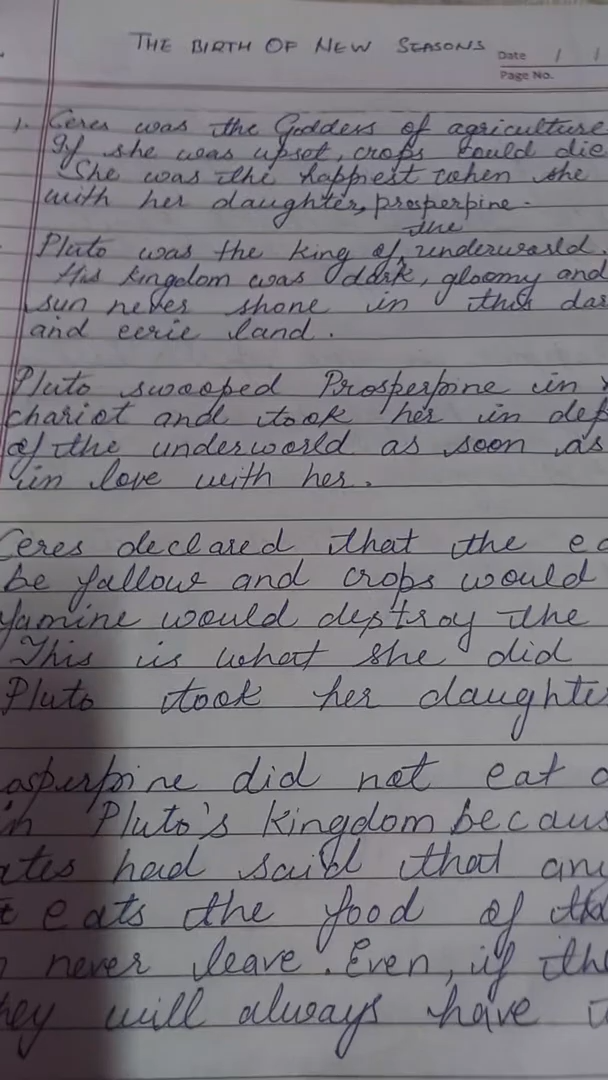 THE BIRTH OF NEW SEASONS
Date / /
Page No.
1. Ceres was the Goddess of agriculture
If she was upset, crops could die
She was the happiest when she
with her daughter, prosperpine.
Pluto was the king of the underworld.
His kingdom was dark, gloomy and
sun never shone in this
and eerie land.
Pluto swooped Prosperpine in
chariot and took her in
of the underworld as soon as
in love with her.
Ceres declared that the
be fallow and crops would
famine would destroy the
This is what she did
Pluto took her
did not eat
Pluto's kingdom
had said that
eats the food of
never leave. Even, if
will always have